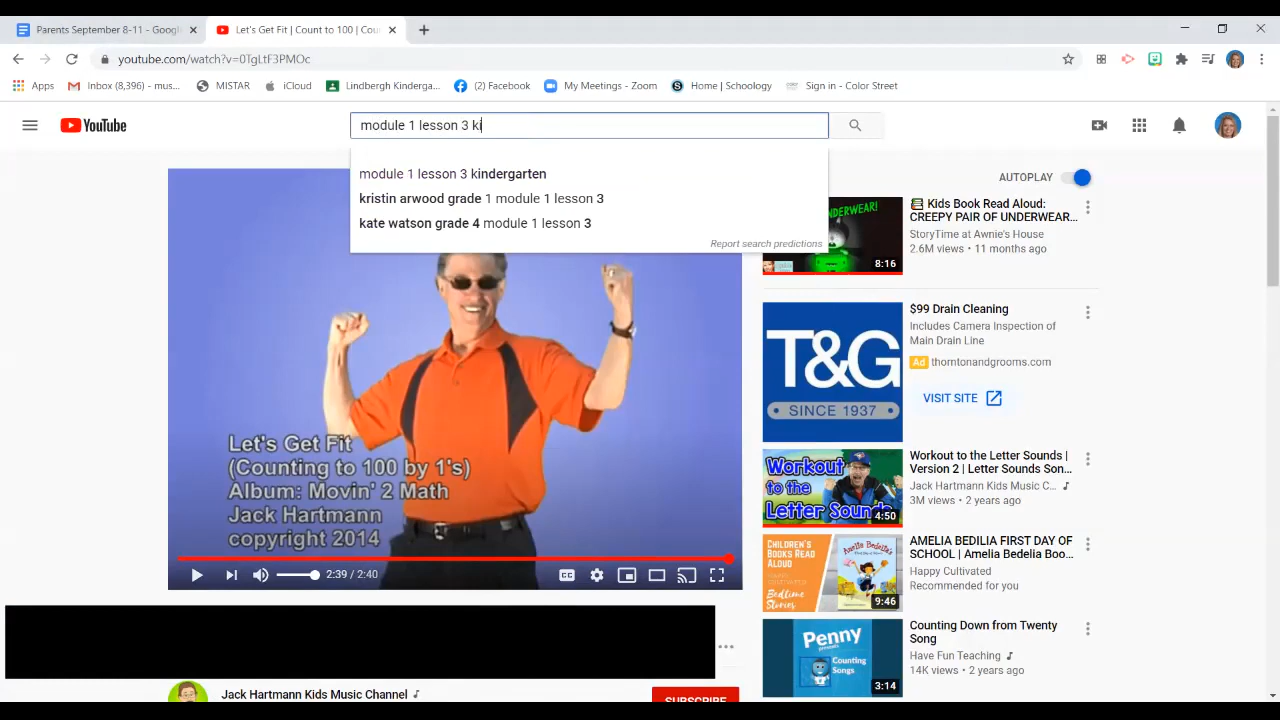 Parents September 8-11 - Googl
Let's Get Fit | Count to 100 | Cou
youtube.com/watch?v=0TgLtF3PMOc
Apps
Inbox (8,396) - mus...
MISTAR
iCloud
Lindbergh Kinderga...
(2) Facebook
My Meetings - Zoom
Home | Schoology
Sign in - Color Street
YouTube
module 1 lesson 3 ki
module 1 lesson 3 kindergarten
kristin arwood grade 1 module 1 lesson 3
kate watson grade 4 module 1 lesson 3
Report search predictions
Let's Get Fit
(Counting to 100 by 1's)
Album: Movin' 2 Math
Jack Hartmann
copyright 2014
2:39 / 2:40
CC
Jack Hartmann Kids Music Channel
SUBSCRIBE
AUTOPLAY
8:16
Kids Book Read Aloud:
CREEPY PAIR OF UNDERWEAR...
StoryTime at Awnie's House
2.6M views • 11 months ago
T&G
SINCE 1937
$99 Drain Cleaning
Includes Camera Inspection of
Main Drain Line
Ad thorntonandgrooms.com
VISIT SITE
Workout
to the
Letter Sounds
4:50
Workout to the Letter Sounds |
Version 2 | Letter Sounds Son...
Jack Hartmann Kids Music C...
3M views • 2 years ago
CHILDREN'S
BOOKS READ
ALOUD
Amelia Bedelia's
BEDTIME
STORIES
9:46
AMELIA BEDILIA FIRST DAY OF
SCHOOL | Amelia Bedelia Boo...
Happy Cultivated
Recommended for you
Penny
presents
Counting
Songs
3:14
Counting Down from Twenty
Song
Have Fun Teaching
14K views • 2 years ago